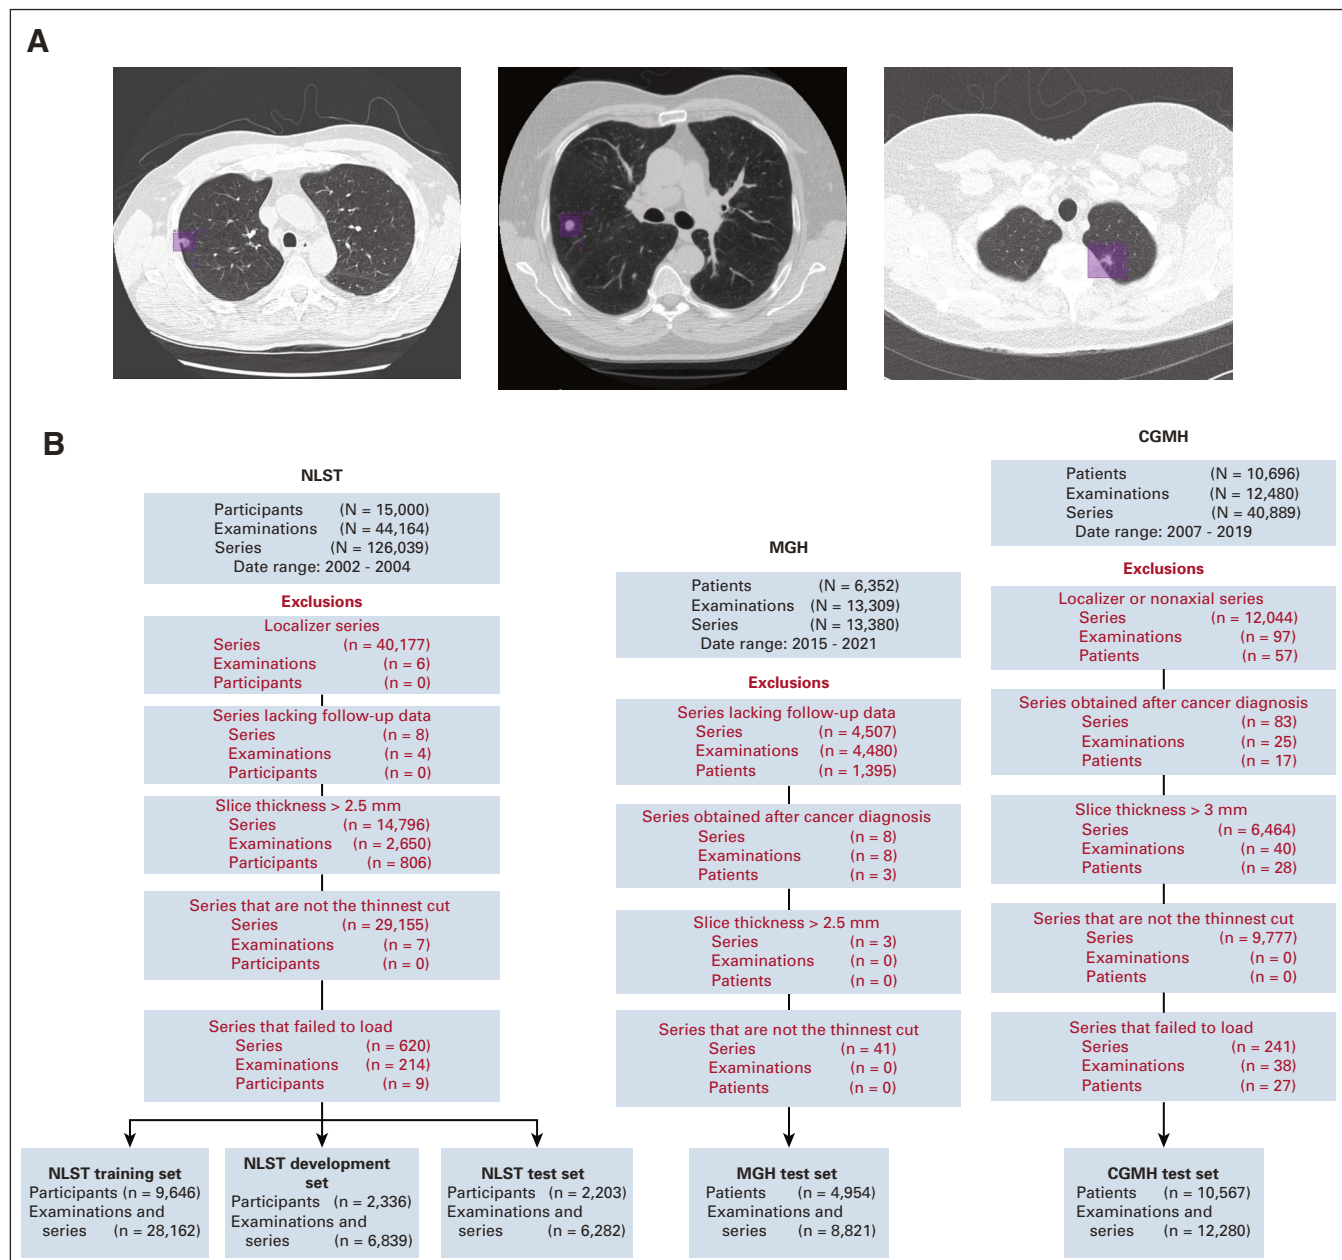 A
B
NLST
Participants (N = 15,000)
Examinations (N = 44,164)
Series (N = 126,039)
Date range: 2002 - 2004
Exclusions
Localizer series
Series (n = 40,177)
Examinations (n = 6)
Participants (n = 0)
Series lacking follow-up data
Series (n = 8)
Examinations (n = 4)
Participants (n = 0)
Slice thickness > 2.5 mm
Series (n = 14,796)
Examinations (n = 2,650)
Participants (n = 806)
Series that are not the thinnest cut
Series (n = 29,155)
Examinations (n = 7)
Participants (n = 0)
Series that failed to load
Series (n = 620)
Examinations (n = 214)
Participants (n = 9)
NLST training set
Participants (n = 9,646)
Examinations and
series (n = 28,162)
NLST development
set
Participants (n = 2,336)
Examinations and
series (n = 6,839)
NLST test set
Participants (n = 2,203)
Examinations and
series (n = 6,282)
MGH
Patients (N = 6,352)
Examinations (N = 13,309)
Series (N = 13,380)
Date range: 2015 - 2021
Exclusions
Series lacking follow-up data
Series (n = 4,507)
Examinations (n = 4,480)
Patients (n = 1,395)
Series obtained after cancer diagnosis
Series (n = 8)
Examinations (n = 8)
Patients (n = 3)
Slice thickness > 2.5 mm
Series (n = 3)
Examinations (n = 0)
Patients (n = 0)
Series that are not the thinnest cut
Series (n = 41)
Examinations (n = 0)
Patients (n = 0)
MGH test set
Patients (n = 4,954)
Examinations and
series (n = 8,821)
CGMH
Patients (N = 10,696)
Examinations (N = 12,480)
Series (N = 40,889)
Date range: 2007 - 2019
Exclusions
Localizer or nonaxial series
Series (n = 12,044)
Examinations (n = 97)
Patients (n = 57)
Series obtained after cancer diagnosis
Series (n = 83)
Examinations (n = 25)
Patients (n = 17)
Slice thickness > 3 mm
Series (n = 6,464)
Examinations (n = 40)
Patients (n = 28)
Series that are not the thinnest cut
Series (n = 9,777)
Examinations (n = 0)
Patients (n = 0)
Series that failed to load
Series (n = 241)
Examinations (n = 38)
Patients (n = 27)
CGMH test set
Patients (n = 10,567)
Examinations and
series (n = 12,280)